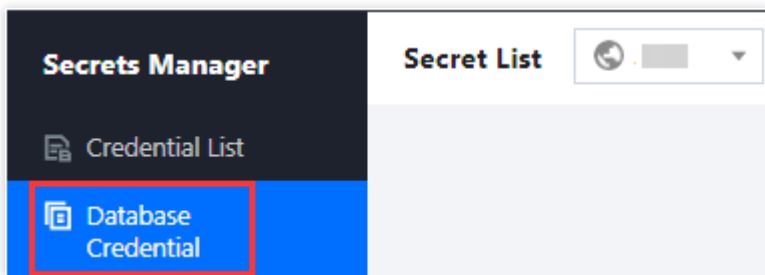 Secrets Manager
Secret List
Credential List
Database
Credential